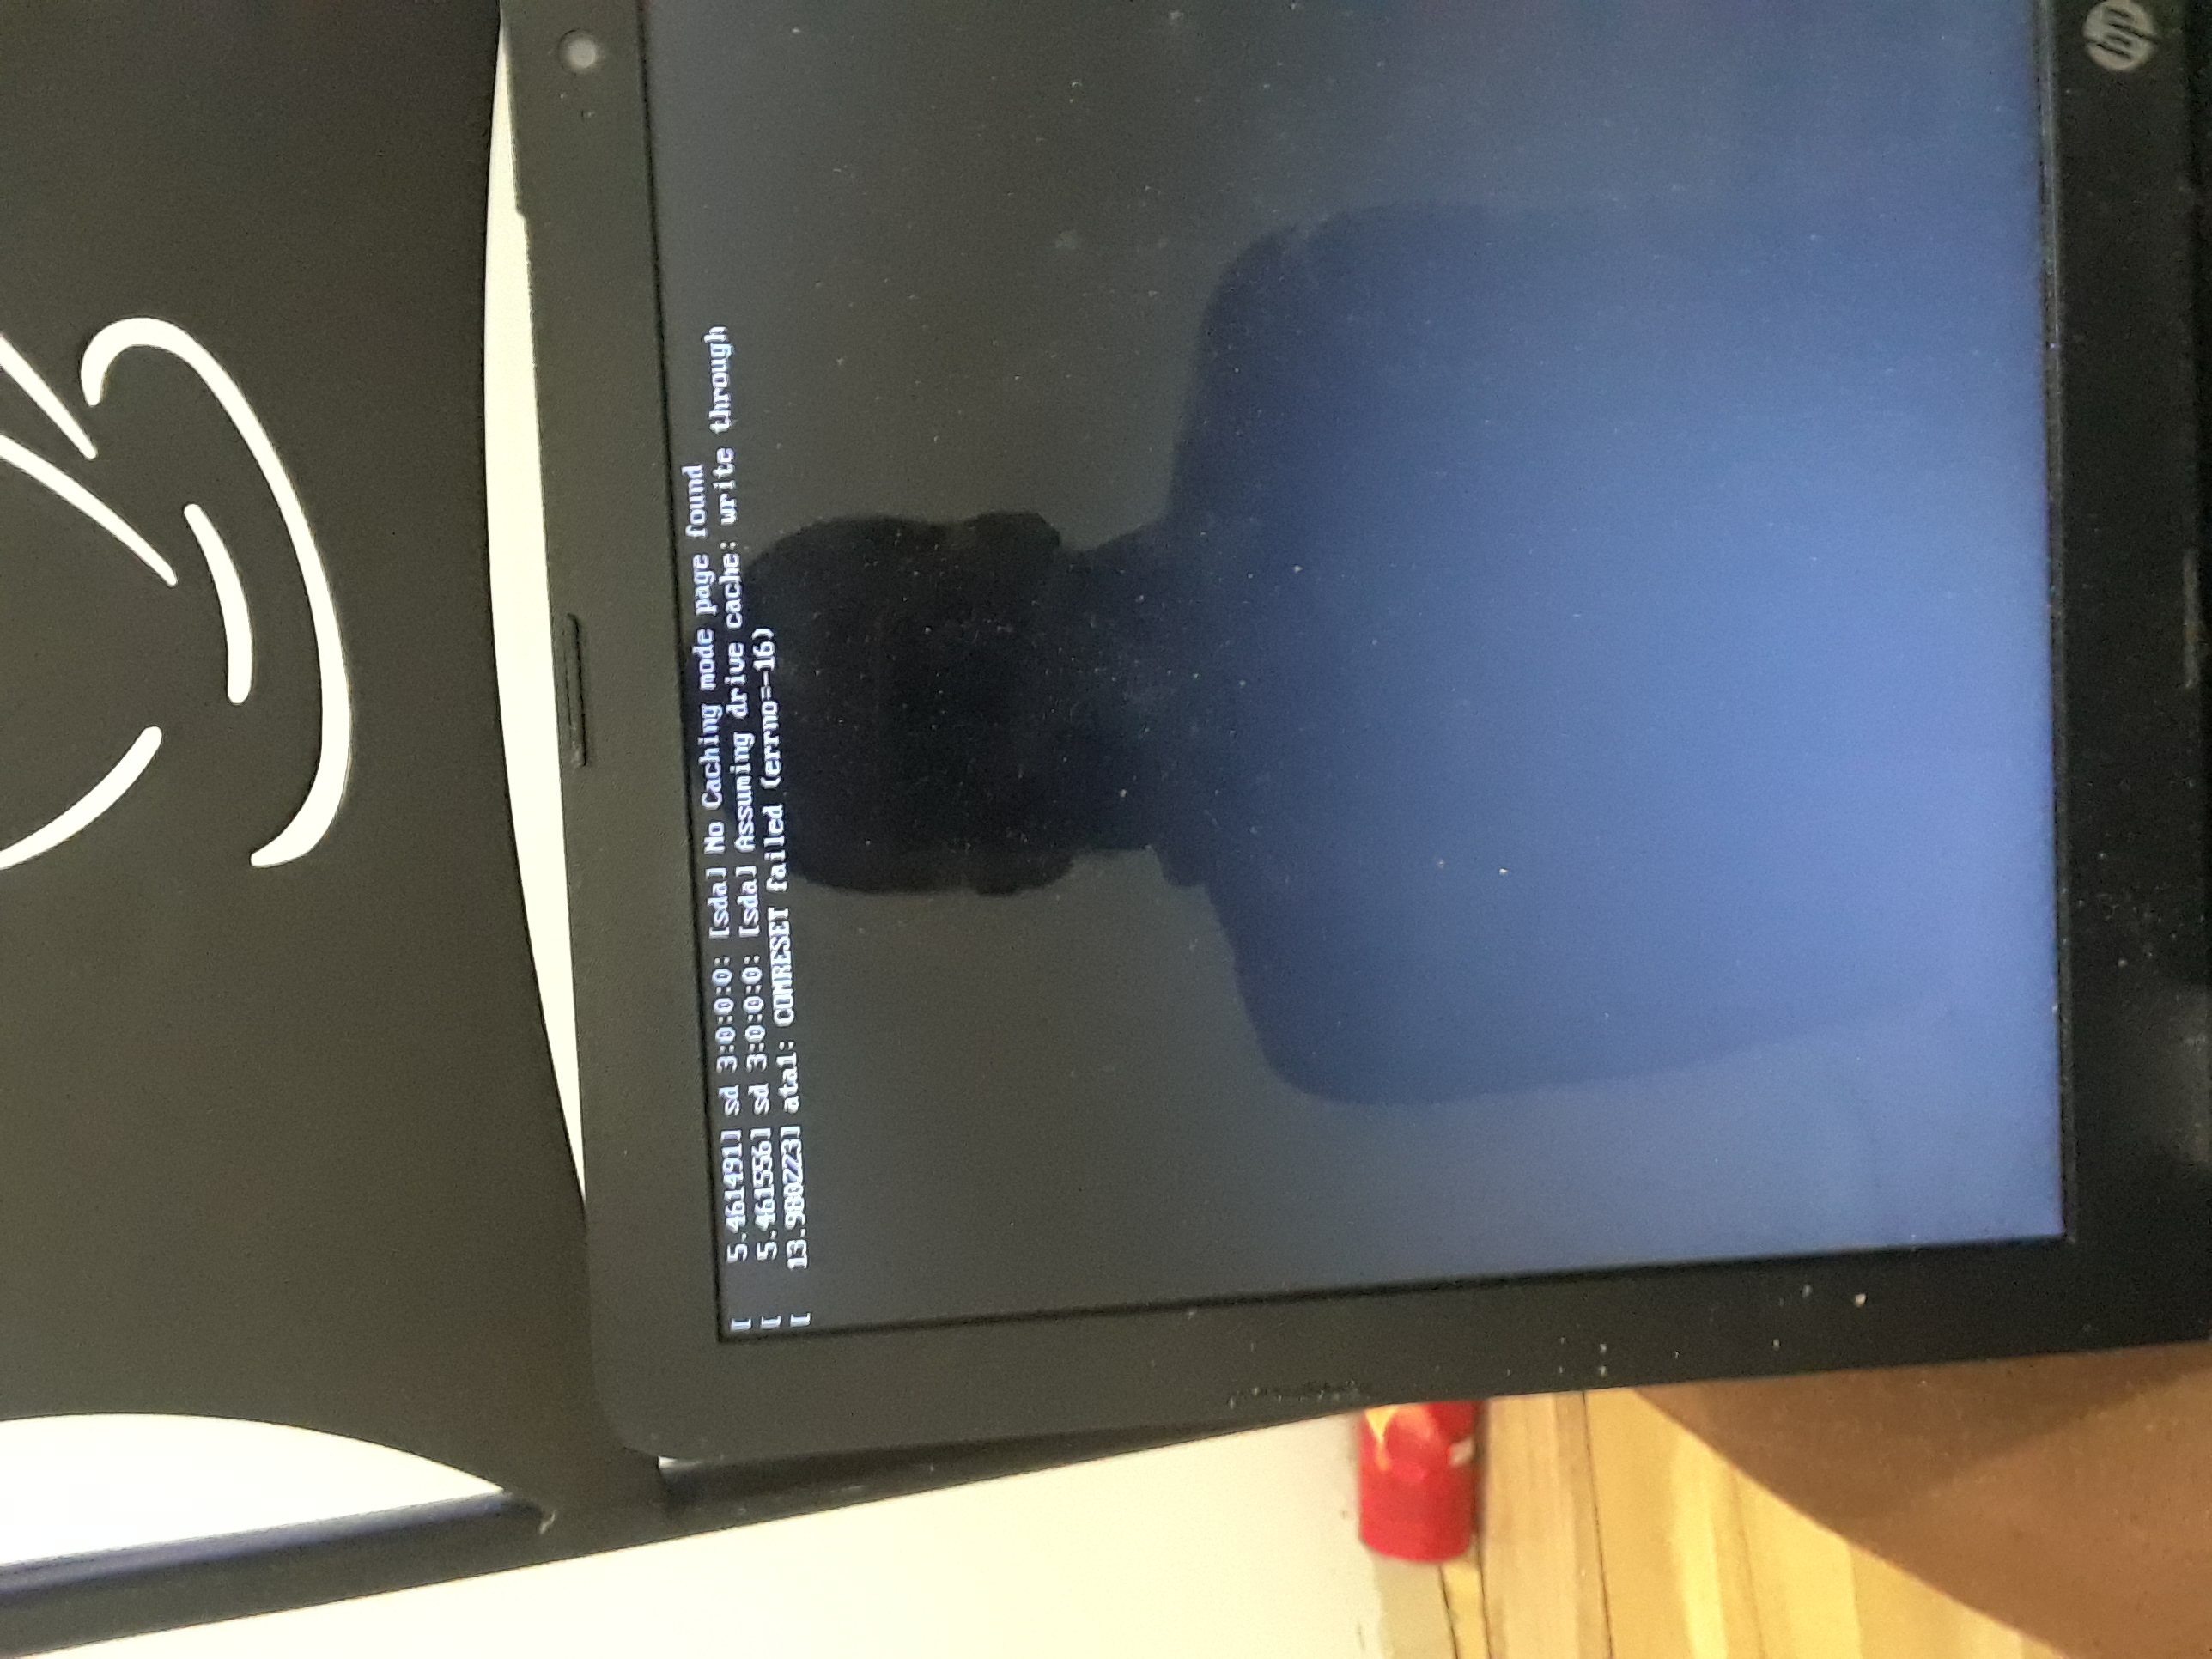 [    5.461491] sd 3:0:0:0: [sda] No Caching mode page found
[    5.461556] sd 3:0:0:0: [sda] Assuming drive cache: write through
[   13.980223] ata1: COMRESET failed (errno=-16)
hp